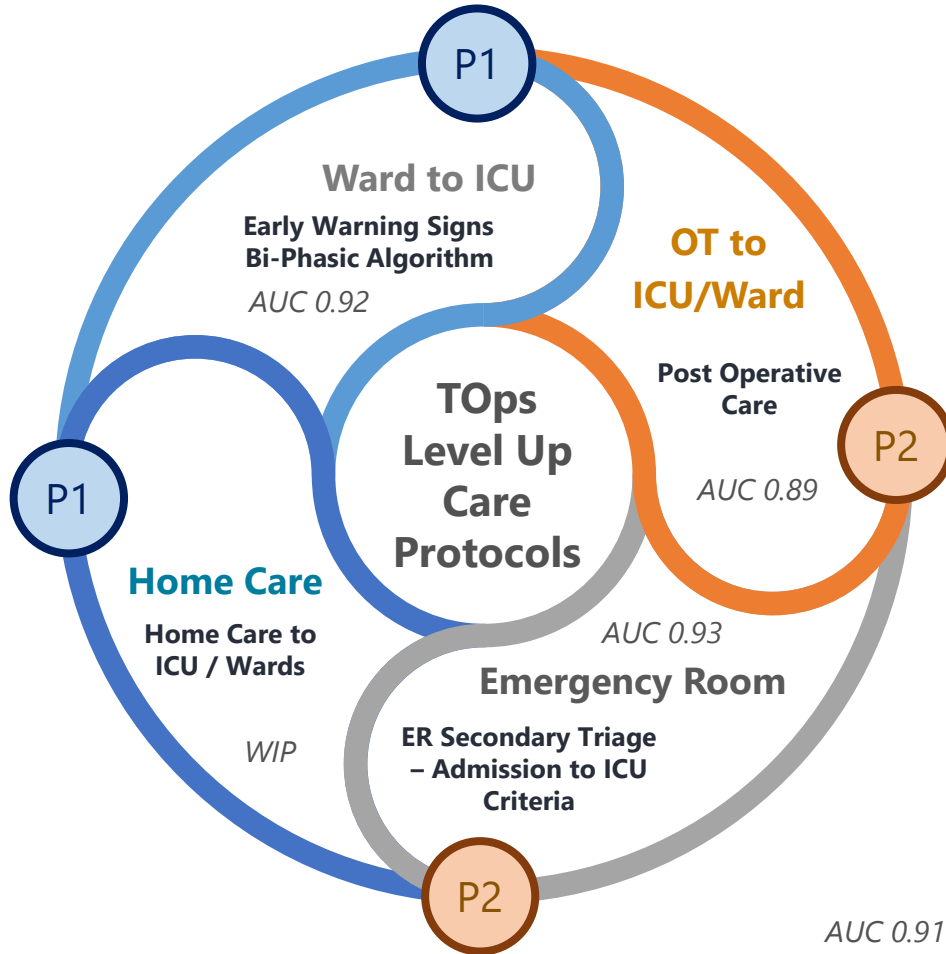 P1
Ward to ICU
Early Warning Signs
Bi-Phasic Algorithm
AUC 0.92
OT to
ICU/Ward
Post Operative
Care
AUC 0.89
P2
TOps
Level Up
Care
Protocols
P1
Home Care
Home Care to
ICU / Wards
WIP
AUC 0.93
Emergency Room
ER Secondary Triage
– Admission to ICU
Criteria
P2
AUC 0.91